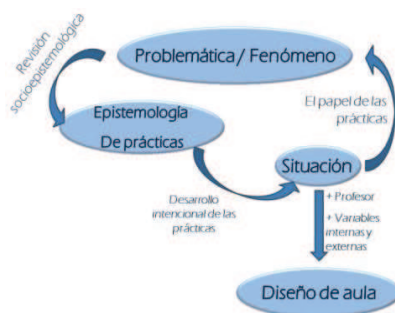 Problemática / Fenómeno
Revisión
socioepistemológica
Epistemología
De prácticas
El papel de las
prácticas
Situación
Desarrollo
intencional de las
prácticas
+ Profesor
+ Variables
internas y
externas
Diseño de aula